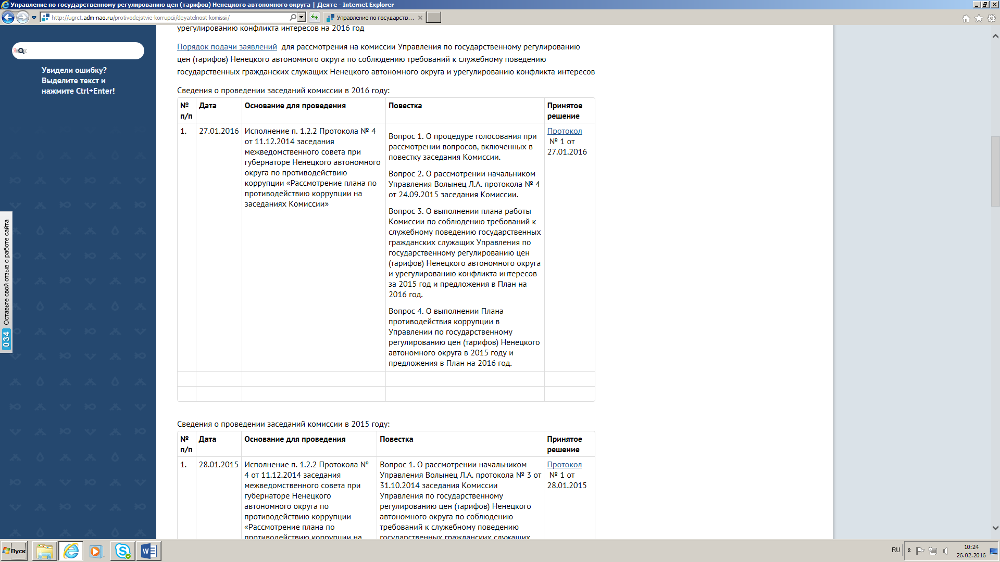 Управление по государственному регулированию цен (тарифов) Ненецкого автономного округа | Деяте - Internet Explorer
http://ugrct.adm-nao.ru/protivodejstvie-korrupcii/deyatelnost-komissii/
Управление по государств...
урегулированию конфликта интересов на 2016 год
Увидели ошибку?
Выделите текст и
нажмите Ctrl+Enter!
Оставьте свой отзыв о работе сайта
034
Порядок подачи заявлений для рассмотрения на комиссии Управления по государственному регулированию
цен (тарифов) Ненецкого автономного округа по соблюдению требований к служебному поведению
государственных гражданских служащих Ненецкого автономного округа и урегулированию конфликта интересов
Сведения о проведении заседаний комиссии в 2016 году:
№ п/п
Дата
Основание для проведения
Повестка
Принятое
решение
1.
27.01.2016
Исполнение п. 1.2.2 Протокола № 4
от 11.12.2014 заседания
межведомственного совета при
губернаторе Ненецкого автономного
округа по противодействию
коррупции «Рассмотрение плана по
противодействию коррупции на
заседаниях Комиссии»
Вопрос 1. О процедуре голосования при
рассмотрении вопросов, включенных в
повестку заседания Комиссии.
Вопрос 2. О рассмотрении начальником
Управления Волынец Л.А. протокола № 4
от 24.09.2015 заседания Комиссии.
Вопрос 3. О выполнении плана работы
Комиссии по соблюдению требований к
служебному поведению государственных
гражданских служащих Управления по
государственному регулированию цен
(тарифов) Ненецкого автономного округа
и урегулированию конфликта интересов
за 2015 год и предложения в План на
2016 год.
Вопрос 4. О выполнении Плана
противодействия коррупции в
Управлении по государственному
регулированию цен (тарифов) Ненецкого
автономного округа в 2015 году и
предложения в План на 2016 год.
Протокол
№ 1 от
27.01.2016
Сведения о проведении заседаний комиссии в 2015 году:
№ п/п
Дата
Основание для проведения
Повестка
Принятое
решение
1.
28.01.2015
Исполнение п. 1.2.2 Протокола №
4 от 11.12.2014 заседания
межведомственного совета при
губернаторе Ненецкого
автономного округа по
противодействию коррупции
«Рассмотрение плана по
противодействию коррупции на
Вопрос 1. О рассмотрении начальником
Управления Волынец Л.А. протокола № 3 от
31.10.2014 заседания Комиссии
Управления по государственному
регулированию цен (тарифов) Ненецкого
автономного округа по соблюдению
требований к служебному поведению
государственных гражданских служащих
Протокол
№ 1 от
28.01.2015
Пуск
RU
10:24
26.02.2016